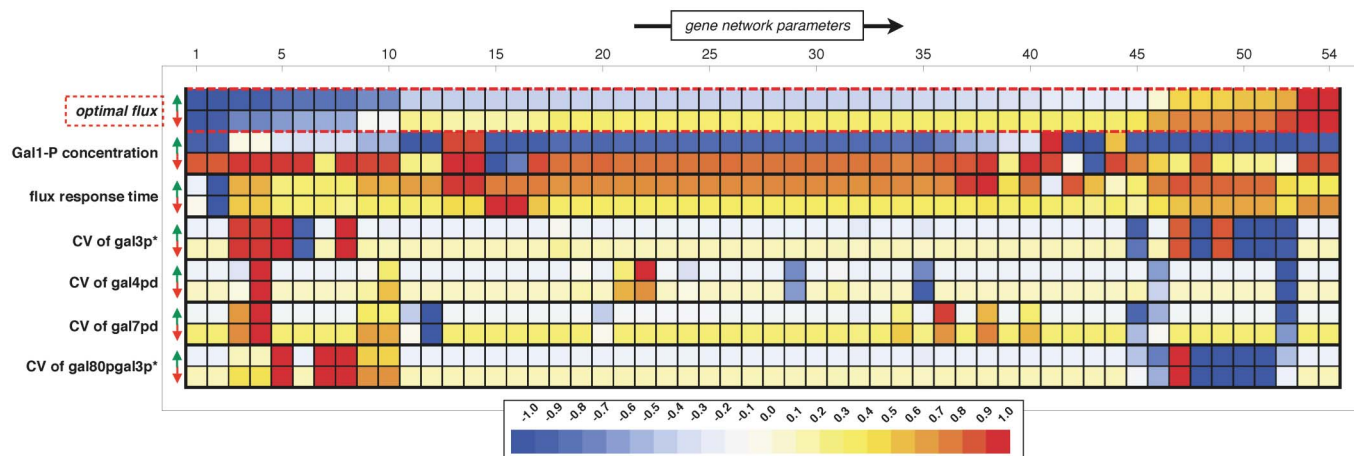 gene network parameters
1 5 10 15 20 25 30 35 40 45 50 54
optimal flux
Gal1-P concentration
flux response time
CV of gal3p*
CV of gal4pd
CV of gal7pd
CV of gal80pgal3p*
-1.0 -0.9 -0.8 -0.7 -0.6 -0.5 -0.4 -0.3 -0.2 -0.1 0.0 0.1 0.2 0.3 0.4 0.5 0.6 0.7 0.8 0.9 1.0